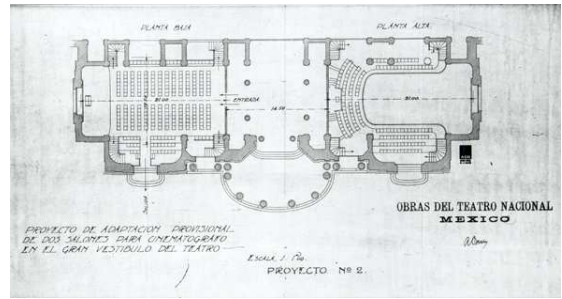 PLANTA BAJA
PLANTA ALTA
ENTRADA
SALIDA
OBRAS DEL TEATRO NACIONAL
MEXICO
PROYECTO DE ADAPTACION PROVISIONAL
DE DOS SALONES PARA CINEMATOGRAFO
EN EL GRAN VESTIBULO DEL TEATRO
ESCALA 1:
PROYECTO Nº 2.